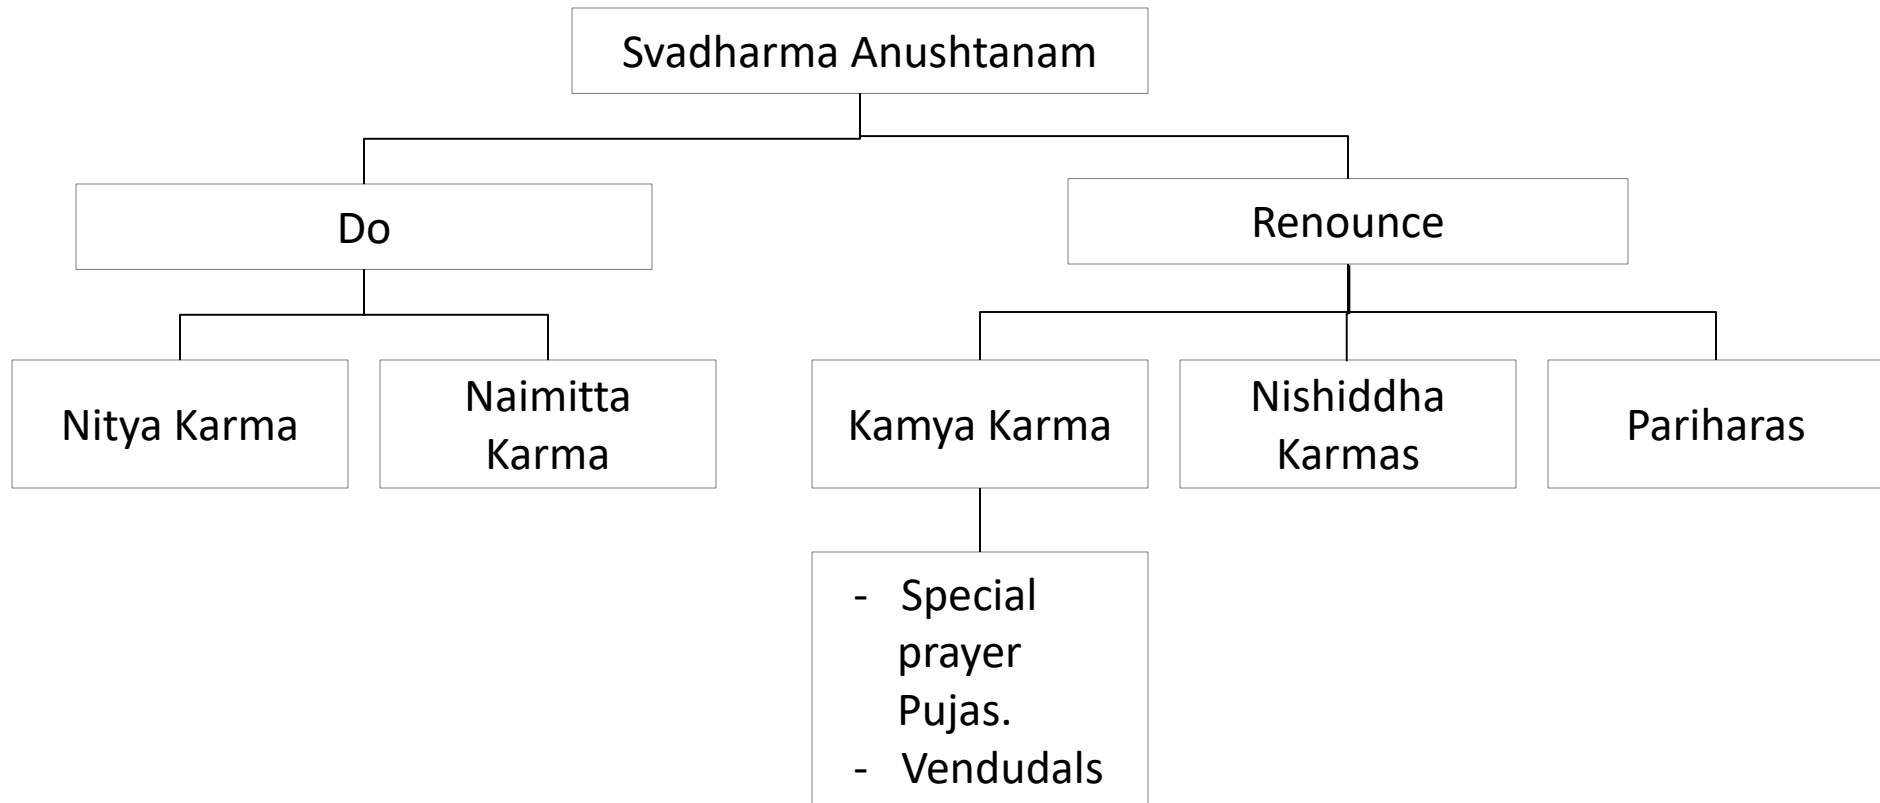 Svadharma Anushtanam
Do
Renounce
Nitya Karma
Naimitta
Karma
Kamya Karma
Nishiddha
Karmas
Pariharas
- Special
prayer
Pujas.
- Vendudals